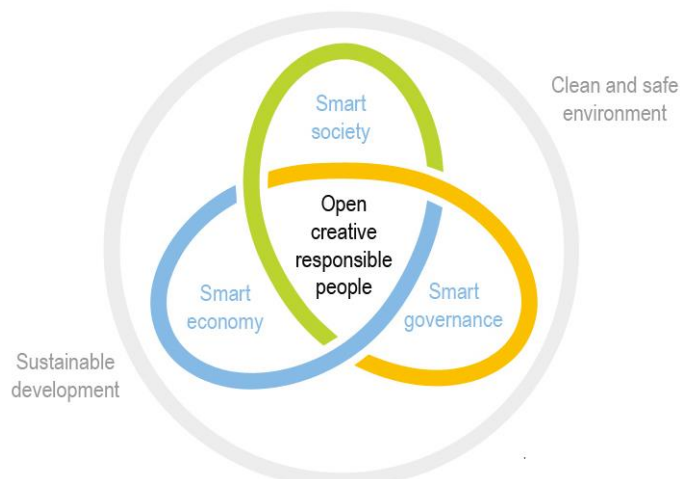 Clean and safe
environment
Smart
society
Open
creative
responsible
people
Smart
economy
Smart
governance
Sustainable
development